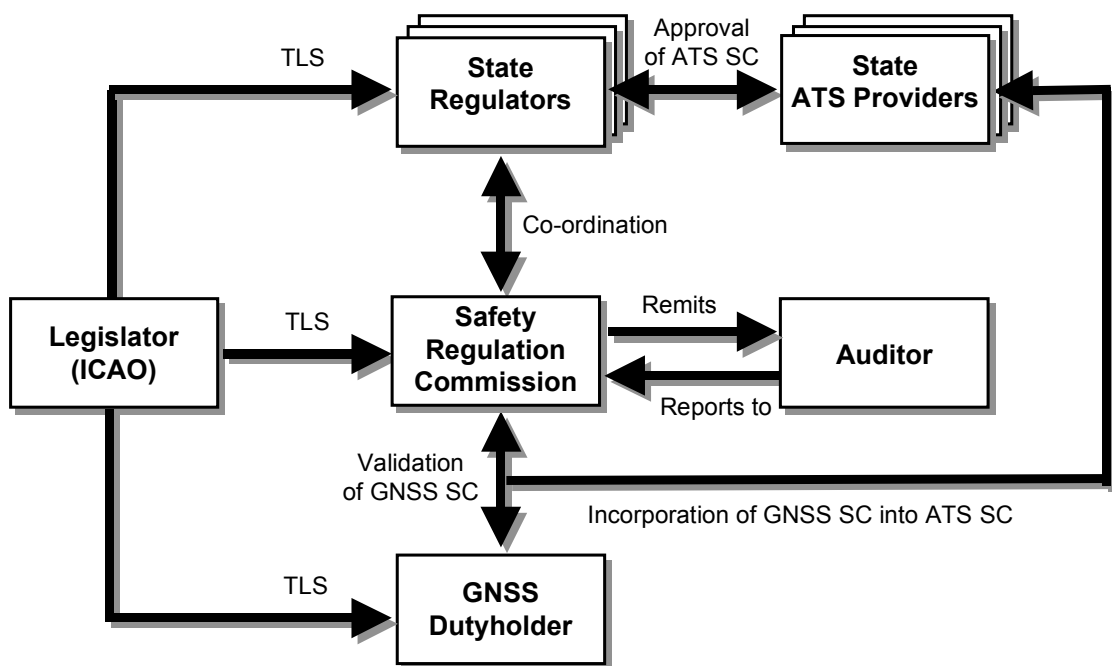 TLS
State
Regulators
Approval
of ATS SC
State
ATS Providers
Co-ordination
Legislator
(ICAO)
TLS
Safety
Regulation
Commission
Remits
Reports to
Auditor
Validation
of GNSS SC
Incorporation of GNSS SC into ATS SC
TLS
GNSS
Dutyholder